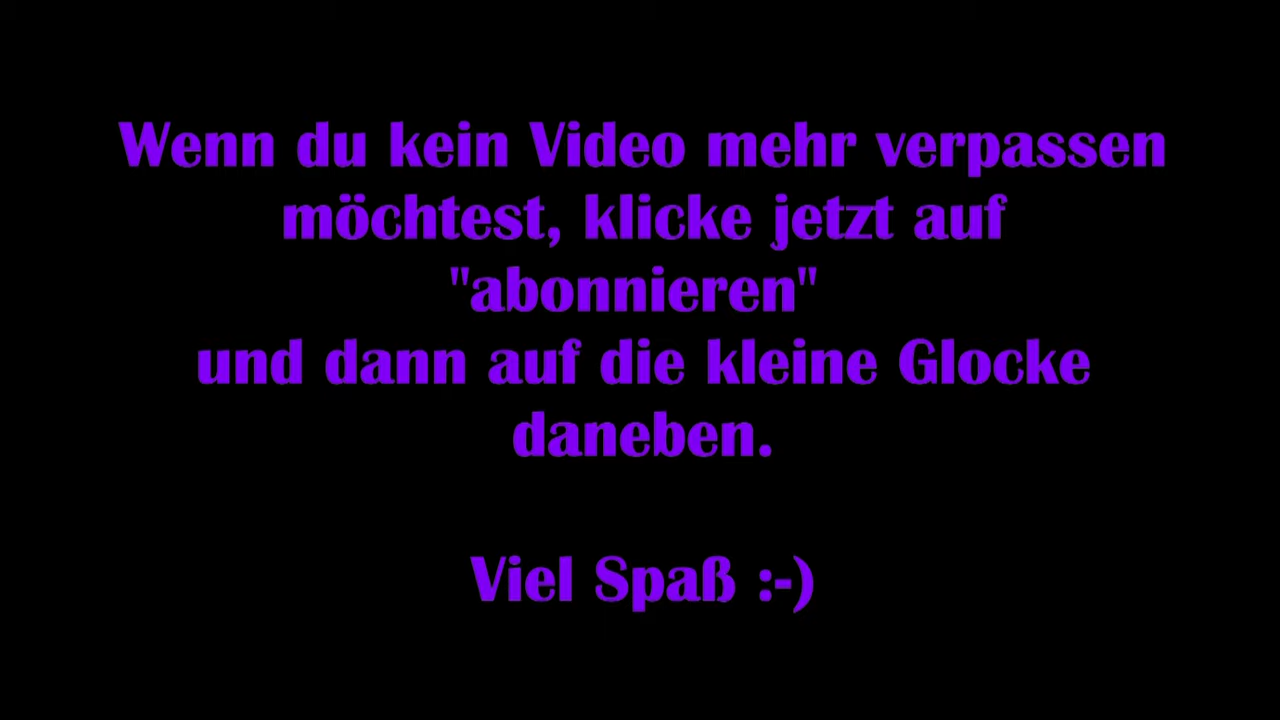 Wenn du kein Video mehr verpassen
möchtest, klicke jetzt auf
"abonnieren"
und dann auf die kleine Glocke
daneben.
Viel Spaß :-)